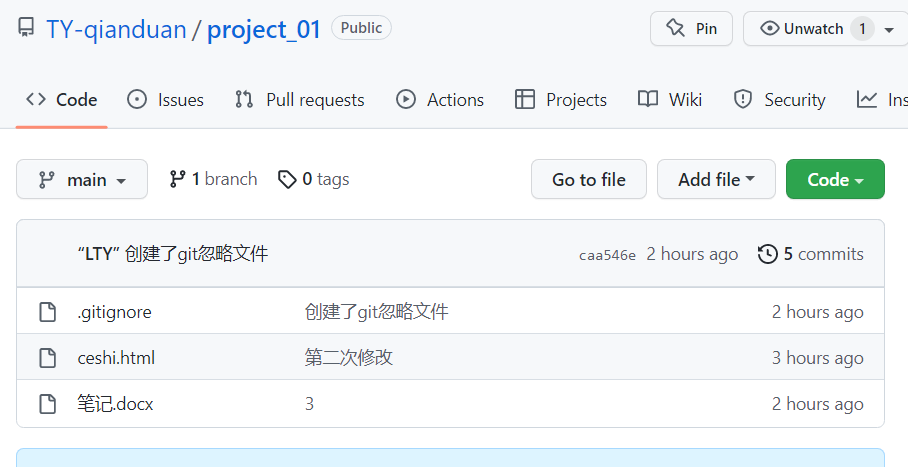 TY-qianduan / project_01 Public Pin Unwatch 1
Code Issues Pull requests Actions Projects Wiki Security Ins
main 1 branch 0 tags Go to file Add file Code
“LTY” 创建了git忽略文件 caa546e 2 hours ago 5 commits
.gitignore 创建了git忽略文件 2 hours ago
ceshi.html 第二次修改 3 hours ago
笔记.docx 3 2 hours ago